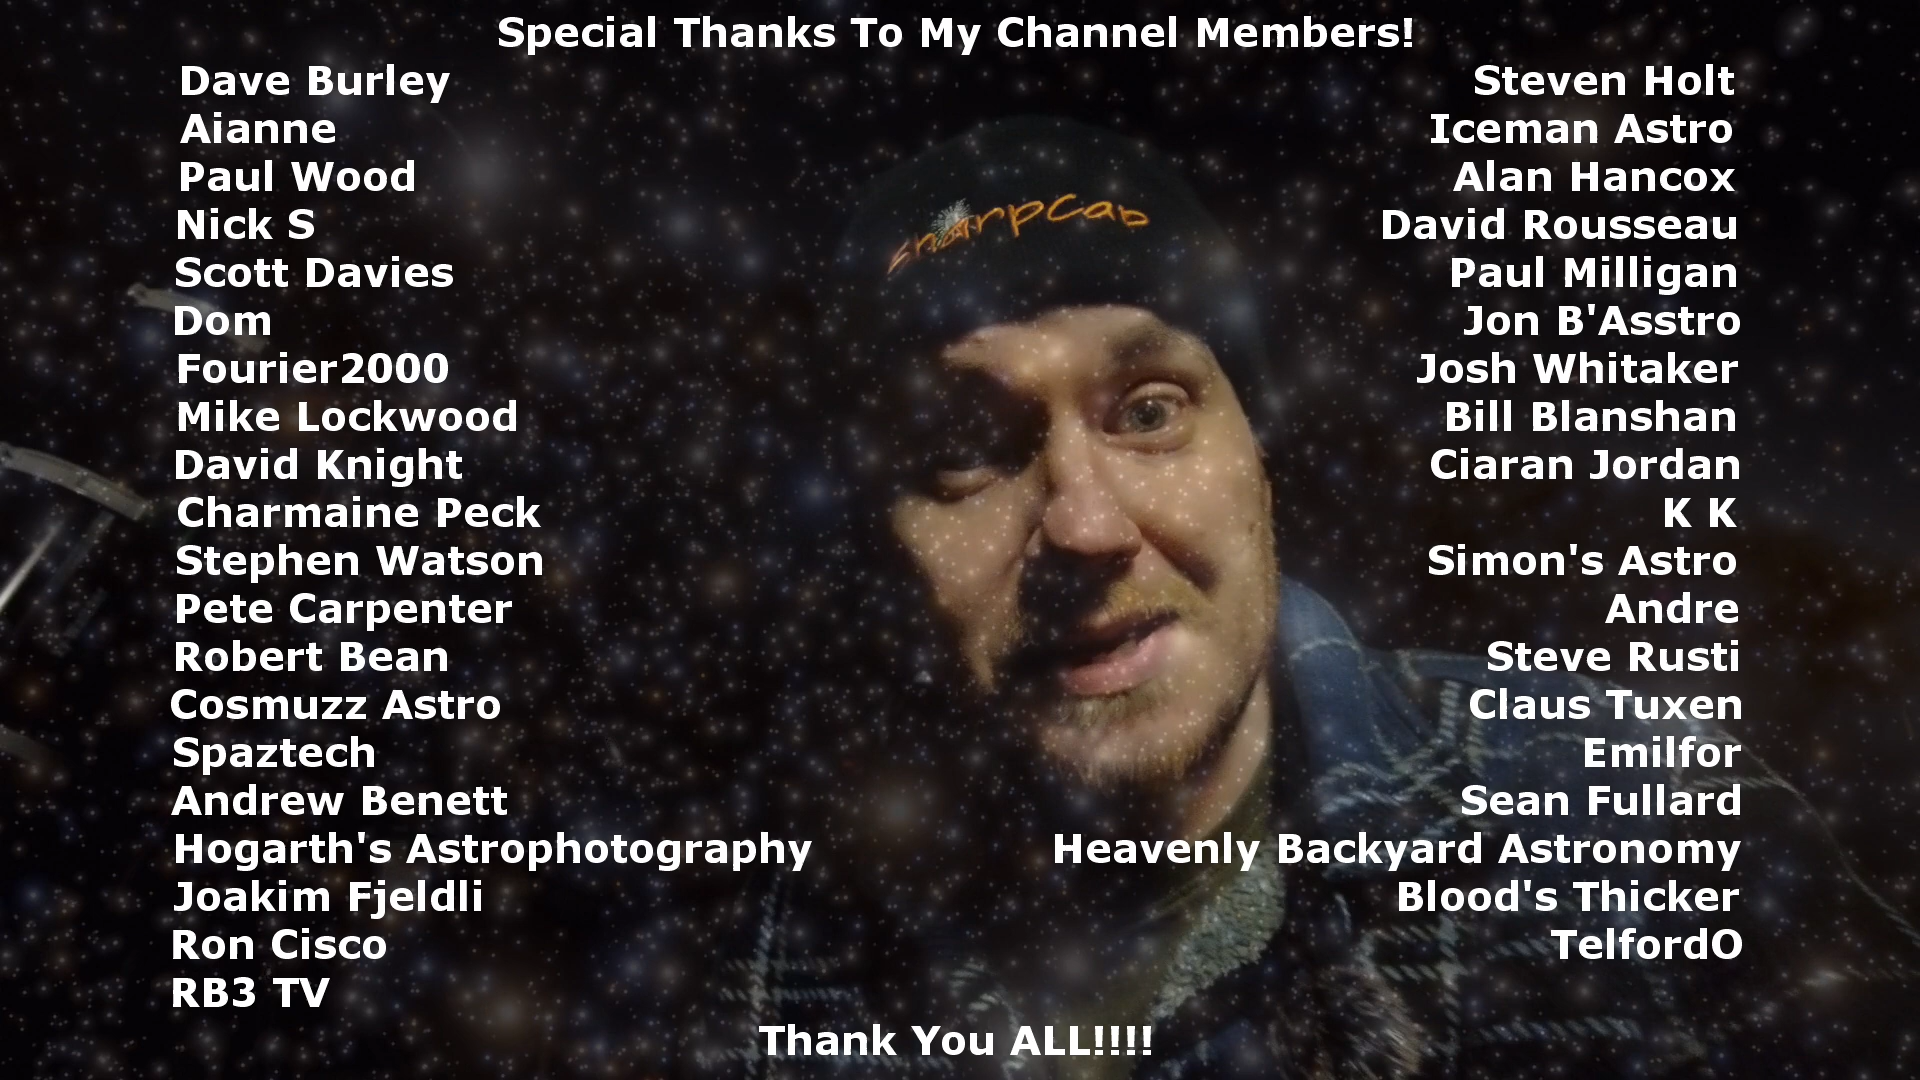 Special Thanks To My Channel Members!
Dave Burley
Aianne
Paul Wood
Nick S
Scott Davies
Dom
Fourier2000
Mike Lockwood
David Knight
Charmaine Peck
Stephen Watson
Pete Carpenter
Robert Bean
Cosmuzz Astro
Spaztech
Andrew Benett
Hogarth's Astrophotography
Joakim Fjeldli
Ron Cisco
RB3 TV
Steven Holt
Iceman Astro
Alan Hancox
David Rousseau
Paul Milligan
Jon B'Asstro
Josh Whitaker
Bill Blanshan
Ciaran Jordan
K K
Simon's Astro
Andre
Steve Rusti
Claus Tuxen
Emilfor
Sean Fullard
Heavenly Backyard Astronomy
Blood's Thicker
TelfordO
sharpcap
Thank You ALL!!!!